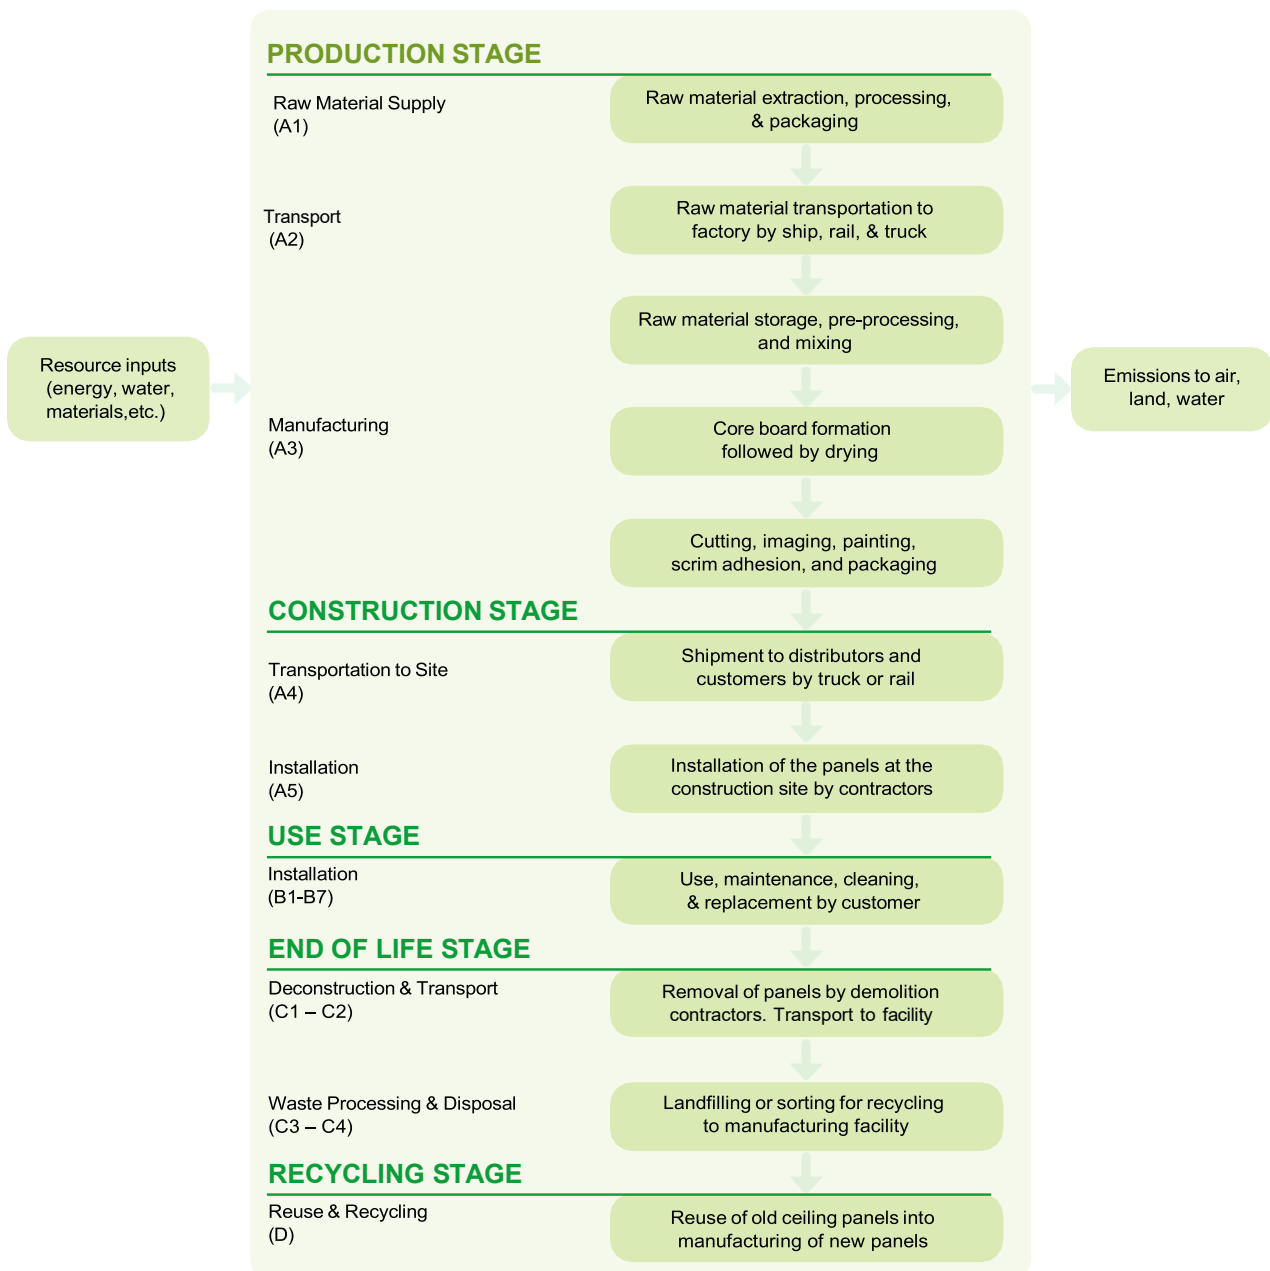 PRODUCTION STAGE
Raw Material Supply
(A1)
Raw material extraction, processing,
& packaging
Transport
(A2)
Raw material transportation to
factory by ship, rail, & truck
Raw material storage, pre-processing,
and mixing
Resource inputs
(energy, water,
materials,etc.)
Emissions to air,
land, water
Manufacturing
(A3)
Core board formation
followed by drying
Cutting, imaging, painting,
scrim adhesion, and packaging
CONSTRUCTION STAGE
Transportation to Site
(A4)
Shipment to distributors and
customers by truck or rail
Installation
(A5)
Installation of the panels at the
construction site by contractors
USE STAGE
Installation
(B1-B7)
Use, maintenance, cleaning,
& replacement by customer
END OF LIFE STAGE
Deconstruction & Transport
(C1 – C2)
Removal of panels by demolition
contractors. Transport to facility
Waste Processing & Disposal
(C3 – C4)
Landfilling or sorting for recycling
to manufacturing facility
RECYCLING STAGE
Reuse & Recycling
(D)
Reuse of old ceiling panels into
manufacturing of new panels